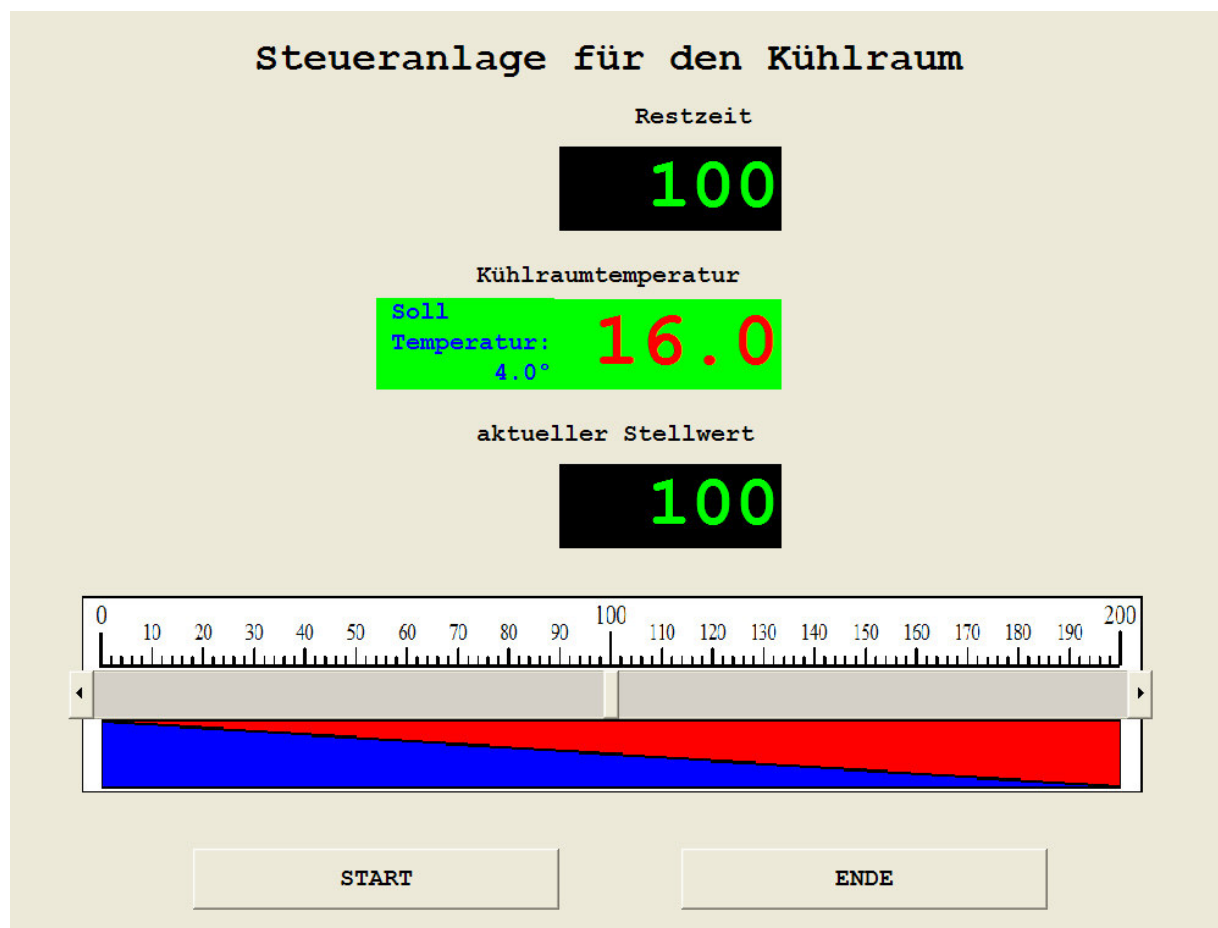 Steueranlage für den Kühlraum
Restzeit
100
Kühlraumtemperatur
Soll
Temperatur:
4.0°
16.0
aktueller Stellwert
100
0 10 20 30 40 50 60 70 80 90 100 110 120 130 140 150 160 170 180 190 200
START ENDE